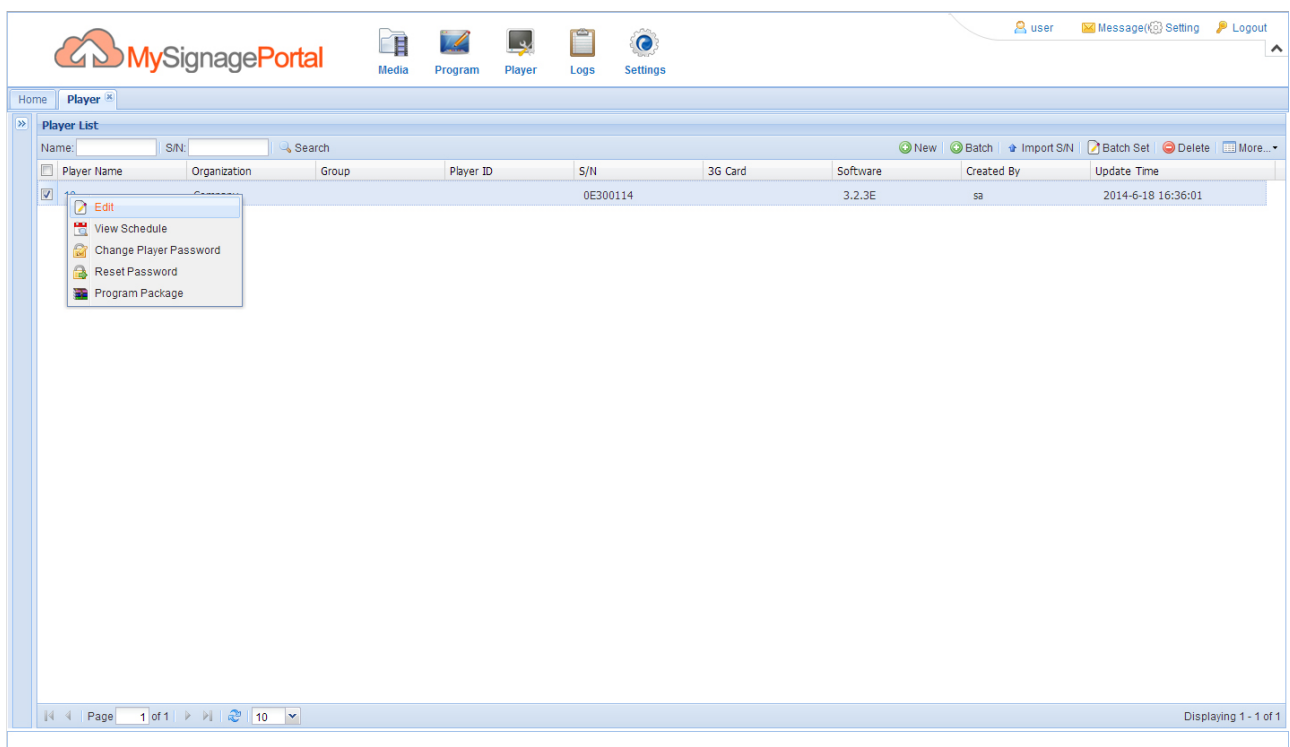 user Message( Setting Logout
MySignagePortal
Media Program Player Logs Settings
Home Player
Player List
Name: S/N: Search New Batch Import S/N Batch Set Delete More...
Player Name Organization Group Player ID S/N 3G Card Software Created By Update Time
0E300114 3.2.3E sa 2014-6-18 16:36:01
Edit
View Schedule
Change Player Password
Reset Password
Program Package
Page 1 of 1 10 Displaying 1 - 1 of 1